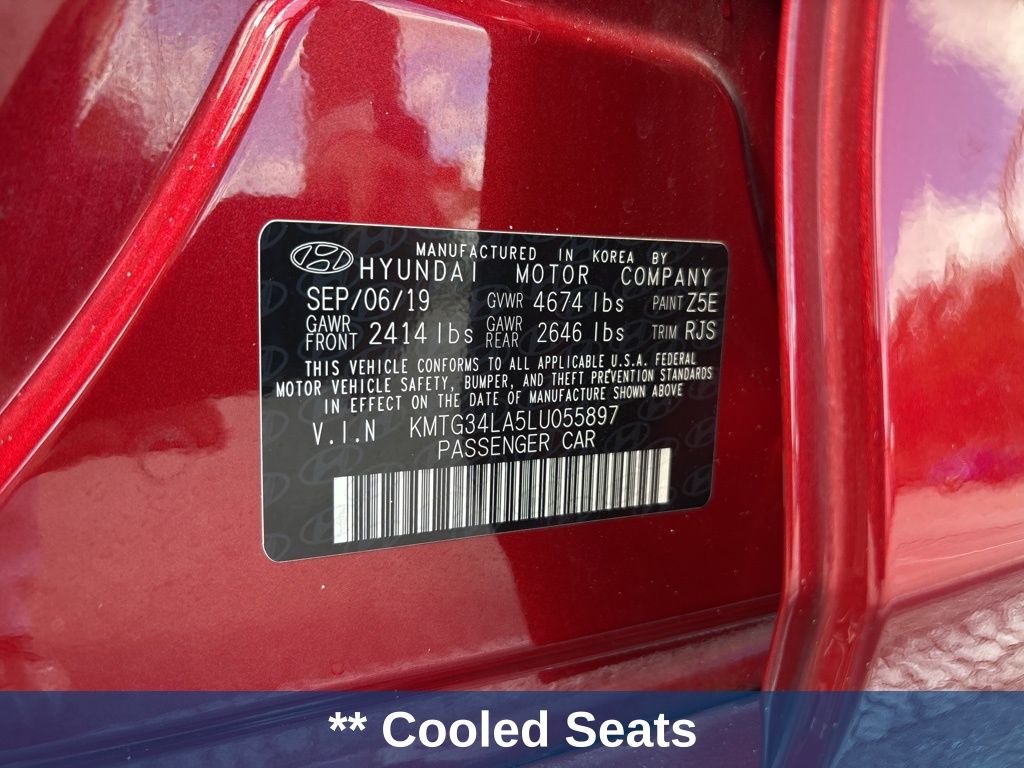 MANUFACTURED IN KOREA BY
HYUNDAI MOTOR COMPANY
SEP/06/19 GVWR 4674 lbs PAINT Z5E
GAWR FRONT 2414 lbs GAWR REAR 2646 lbs TRIM RJS
THIS VEHICLE CONFORMS TO ALL APPLICABLE U.S.A. FEDERAL
MOTOR VEHICLE SAFETY, BUMPER, AND THEFT PREVENTION STANDARDS
IN EFFECT ON THE DATE OF MANUFACTURE SHOWN ABOVE
V.I.N KMTG34LA5LU055897
PASSENGER CAR
** Cooled Seats